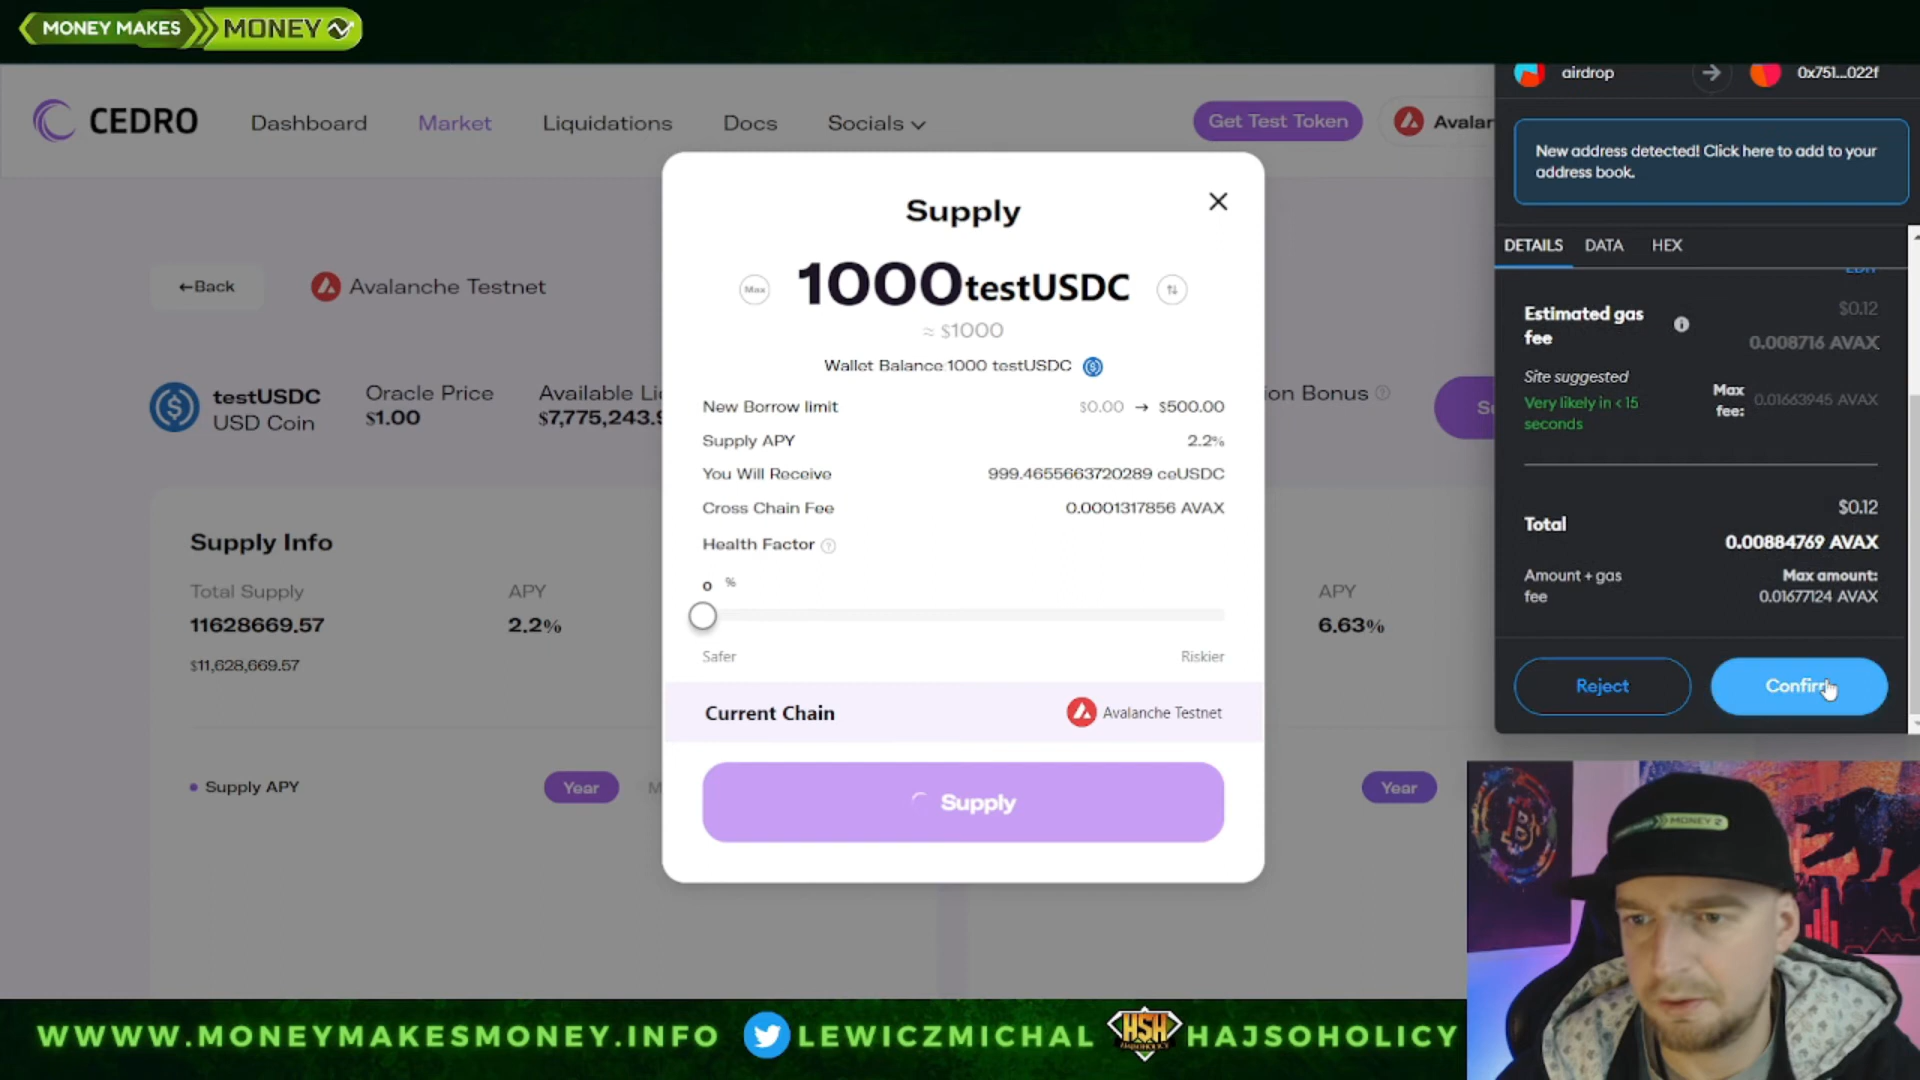 MONEY MAKES MONEY
airdrop
0x751...022f
CEDRO
Dashboard
Market
Liquidations
Docs
Socials
Get Test Token
Avalan
New address detected! Click here to add to your
address book.
Supply
DETAILS
DATA
HEX
EDIT
←Back
Avalanche Testnet
Max
1000testUSDC
≈ $1000
Wallet Balance:1000 testUSDC
Estimated gas
fee
$0.12
0.008716 AVAX
Site suggested
Very likely in < 15
seconds
Max
fee:
0.01663945 AVAX
testUSDC
USD Coin
Oracle Price
$1.00
Available Li
$7,775,243.9
ion Bonus
Su
New Borrow limit
$0.00 → $500.00
Supply APY
2.2%
You Will Receive
999.4655663720289 ceUSDC
Cross Chain Fee
0.0001317856 AVAX
Health Factor
0 %
Safer
Riskier
Total
$0.12
0.00884769 AVAX
Amount + gas
fee
Max amount:
0.01677124 AVAX
Supply Info
Total Supply
11628669.57
$11,628,669.57
APY
2.2%
APY
6.63%
Reject
Confirm
Current Chain
Avalanche Testnet
Supply APY
Year
M
Supply
Year
MONEY
WWWW.MONEYMAKESMONEY.INFO
LEWICZMICHAL
HSH
HAJSOHOLICY